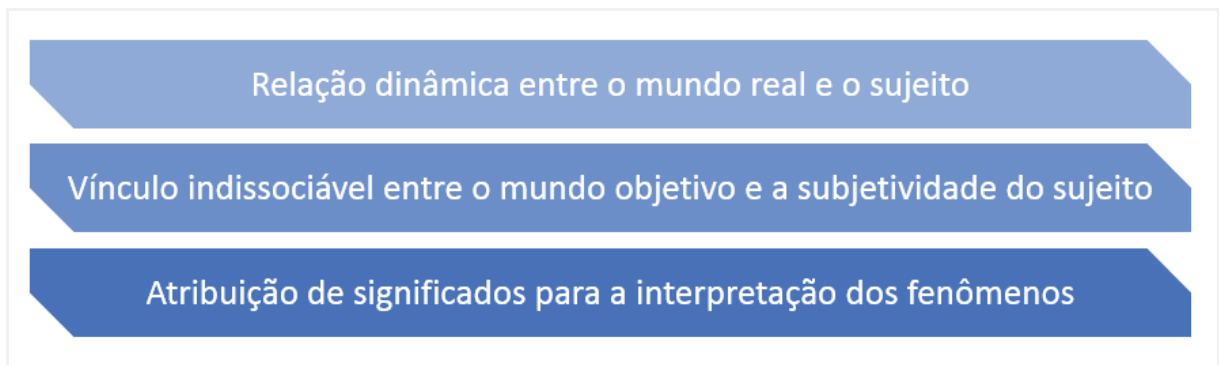 Relação dinâmica entre o mundo real e o sujeito
Vínculo indissociável entre o mundo objetivo e a subjetividade do sujeito
Atribuição de significados para a interpretação dos fenômenos